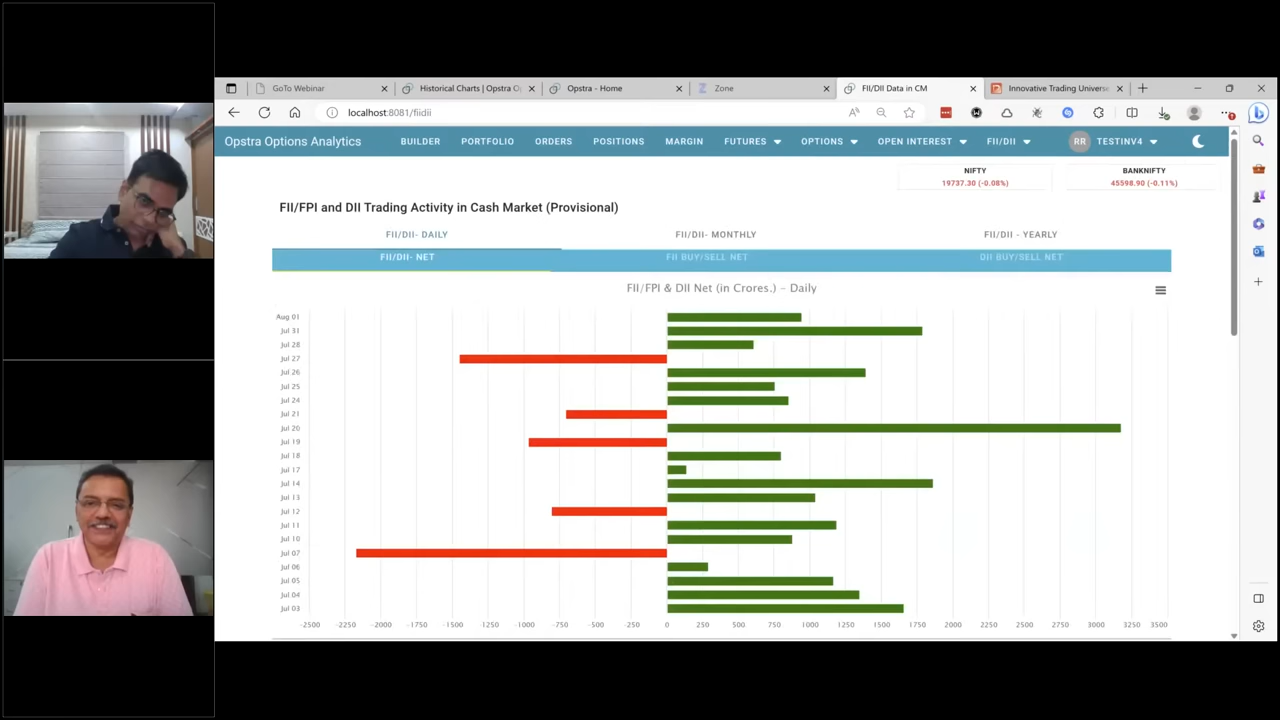 GoTo Webinar
Historical Charts | Opstra O
Opstra - Home
Zone
FII/DII Data in CM
Innovative Trading Universe
localhost:8081/fiidii
Opstra Options Analytics
BUILDER
PORTFOLIO
ORDERS
POSITIONS
MARGIN
FUTURES
OPTIONS
OPEN INTEREST
FII/DII
RR
TESTINV4
NIFTY
19737.30 (-0.08%)
BANKNIFTY
45598.90 (-0.11%)
FII/FPI and DII Trading Activity in Cash Market (Provisional)
FII/DII- DAILY
FII/DII- MONTHLY
FII/DII - YEARLY
FII/DII- NET
FII BUY/SELL NET
DII BUY/SELL NET
FII/FPI & DII Net (in Crores.) – Daily
Aug 01
Jul 31
Jul 28
Jul 27
Jul 26
Jul 25
Jul 24
Jul 21
Jul 20
Jul 19
Jul 18
Jul 17
Jul 14
Jul 13
Jul 12
Jul 11
Jul 10
Jul 07
Jul 06
Jul 05
Jul 04
Jul 03
-2500 -2250 -2000 -1750 -1500 -1250 -1000 -750 -500 -250 0 250 500 750 1000 1250 1500 1750 2000 2250 2500 2750 3000 3250 3500